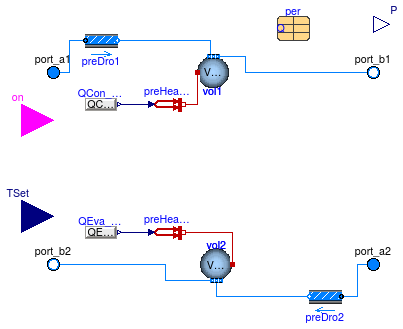 per
Q
P
port_a1
preDro1
V...
vol1
port_b1
on
QCon_...
QC...
preHea...
TSet
QEva_...
QE...
preHea...
vol2
V...
port_b2
port_a2
preDro2